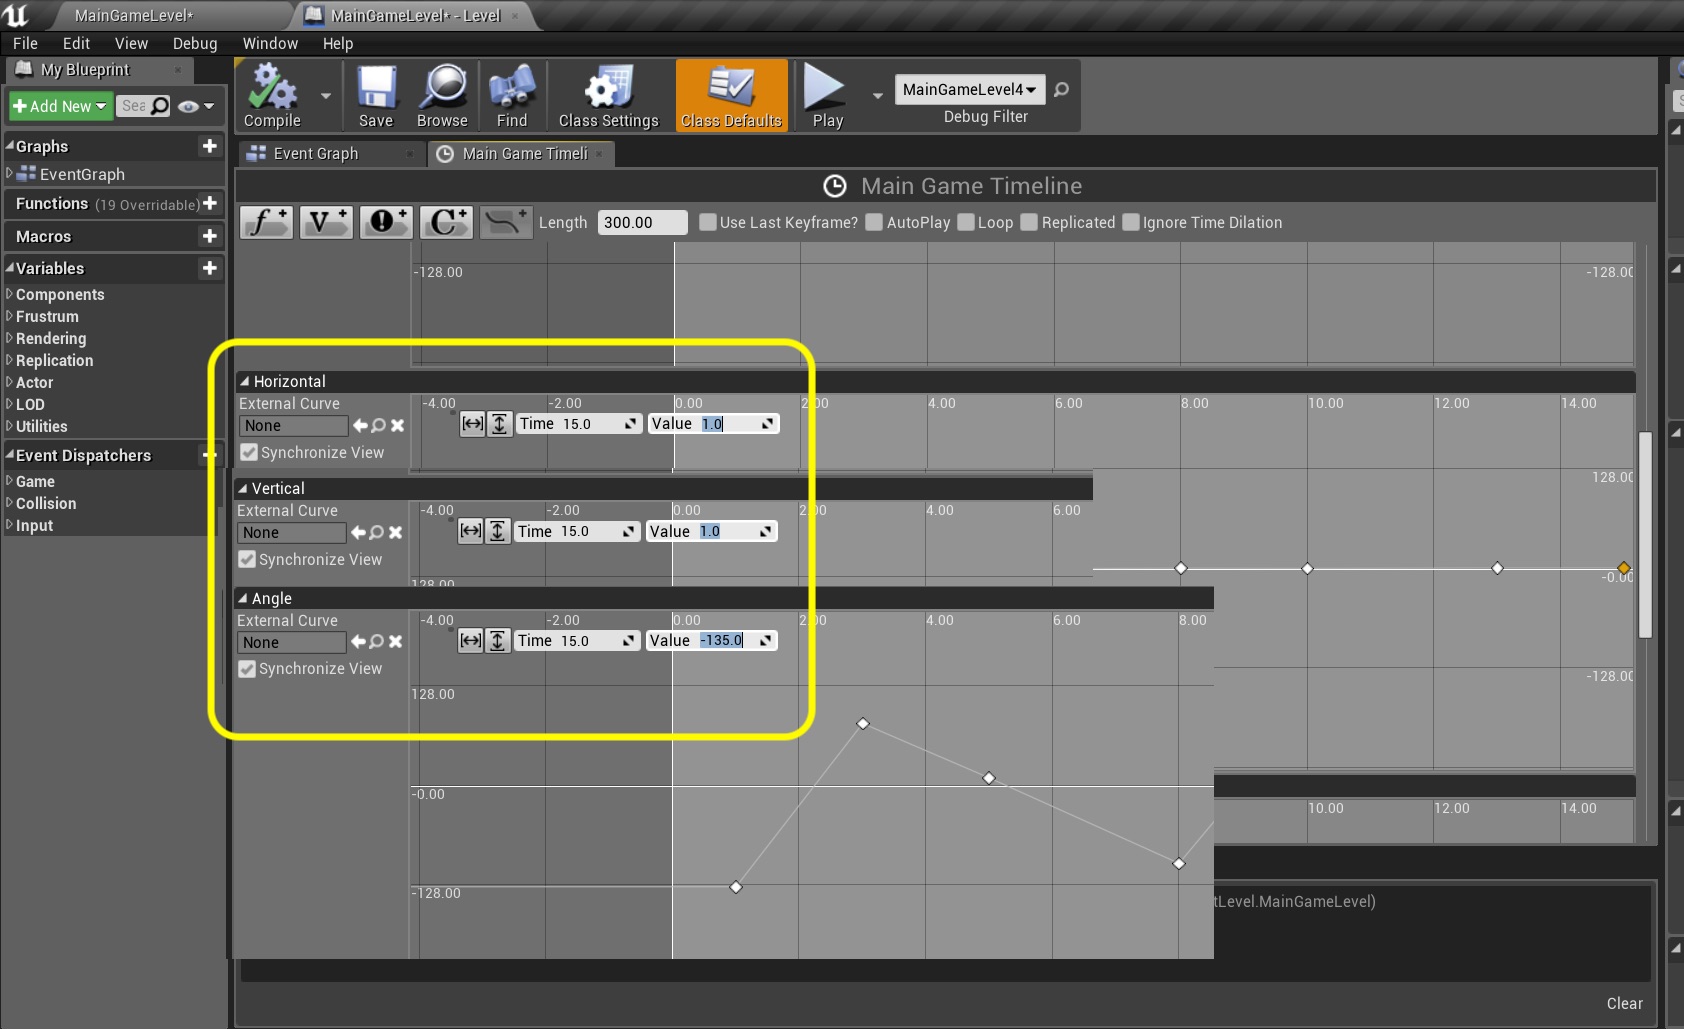 MainGameLevel*
MainGameLevel* - Level
File Edit View Debug Window Help
My Blueprint
Add New
Sea
Compile
Save
Browse
Find
Class Settings
Class Defaults
Play
MainGameLevel4
Debug Filter
Graphs
EventGraph
Functions (19 Overridable)
Macros
Variables
Components
Frustrum
Rendering
Replication
Actor
LOD
Utilities
Event Dispatchers
Game
Collision
Input
Event Graph
Main Game Timeli
Main Game Timeline
f V C Length 300.00 Use Last Keyframe? AutoPlay Loop Replicated Ignore Time Dilation
-128.00 -128.00
Horizontal
External Curve
None
Synchronize View
-4.00 -2.00 0.00 2.00 4.00 6.00 8.00 10.00 12.00 14.00
Time 15.0 Value 1.0
128.00
-0.00
-128.00
Vertical
External Curve
None
Synchronize View
-4.00 -2.00 0.00 2.00 4.00 6.00
Time 15.0 Value 1.0
128.00
Angle
External Curve
None
Synchronize View
-4.00 -2.00 0.00 2.00 4.00 6.00 8.00
Time 15.0 Value -135.0
128.00
-0.00
-128.00
10.00 12.00 14.00
tLevel.MainGameLevel)
Clear